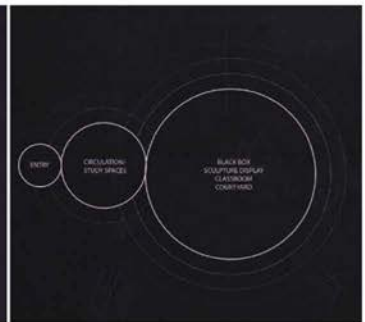 ENTRY
CIRCULATION/
STUDY SPACES
BLACK BOX
SCULPTURE DISPLAY
CLASSROOM
COURTYARD